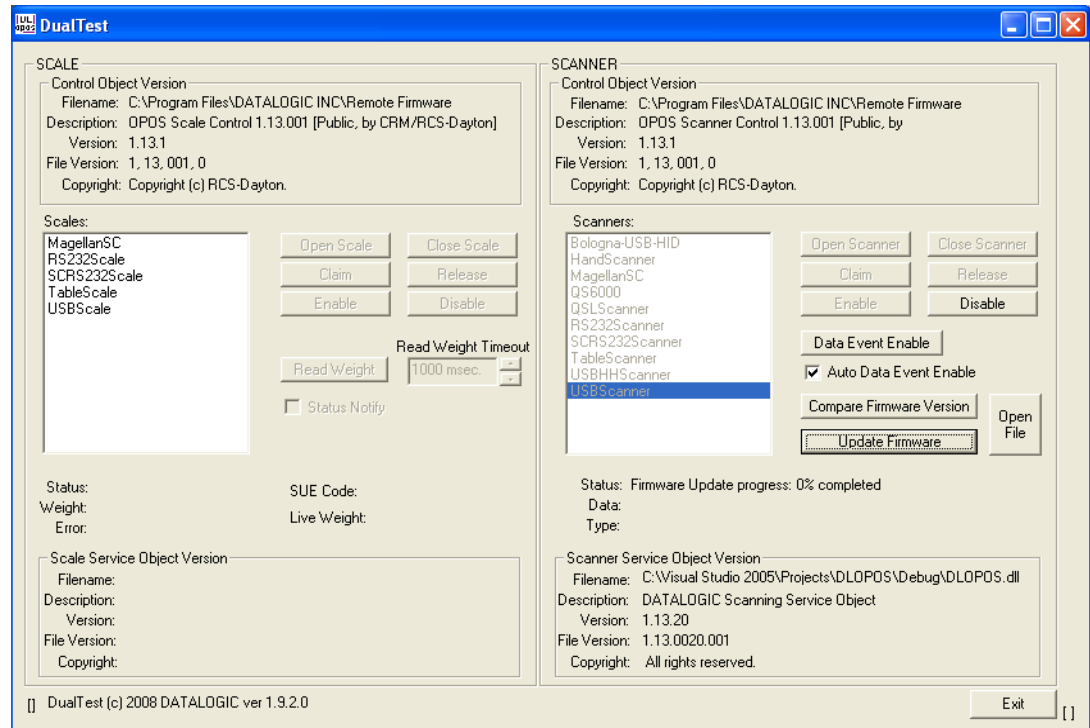 DualTest
SCALE
Control Object Version
Filename: C:\Program Files\DATALOGIC INC\Remote Firmware
Description: OPOS Scale Control 1.13.001 [Public, by CRM/RCS-Dayton]
Version: 1.13.1
File Version: 1, 13, 001, 0
Copyright: Copyright (c) RCS-Dayton.
Scales:
MagellanSC
RS232Scale
SCRS232Scale
TableScale
USBScale
Open Scale Close Scale
Claim Release
Enable Disable
Read Weight Timeout
Read Weight 1000 msec.
Status Notify
Status:
Weight:
Error:
SUE Code:
Live Weight:
Scale Service Object Version
Filename:
Description:
Version:
File Version:
Copyright:
SCANNER
Control Object Version
Filename: C:\Program Files\DATALOGIC INC\Remote Firmware
Description: OPOS Scanner Control 1.13.001 [Public, by
Version: 1.13.1
File Version: 1, 13, 001, 0
Copyright: Copyright (c) RCS-Dayton.
Scanners:
Bologna-USB-HID
HandScanner
MagellanSC
QS6000
QSLScanner
RS232Scanner
SCRS232Scanner
TableScanner
USBHHScanner
USBScanner
Open Scanner Close Scanner
Claim Release
Enable Disable
Data Event Enable
Auto Data Event Enable
Compare Firmware Version
Update Firmware
Open
File
Status: Firmware Update progress: 0% completed
Data:
Type:
Scanner Service Object Version
Filename: C:\Visual Studio 2005\Projects\DLOPOS\Debug\DLOPOS.dll
Description: DATALOGIC Scanning Service Object
Version: 1.13.20
File Version: 1.13.0020.001
Copyright: All rights reserved.
[] DualTest (c) 2008 DATALOGIC ver 1.9.2.0
Exit
[ ]